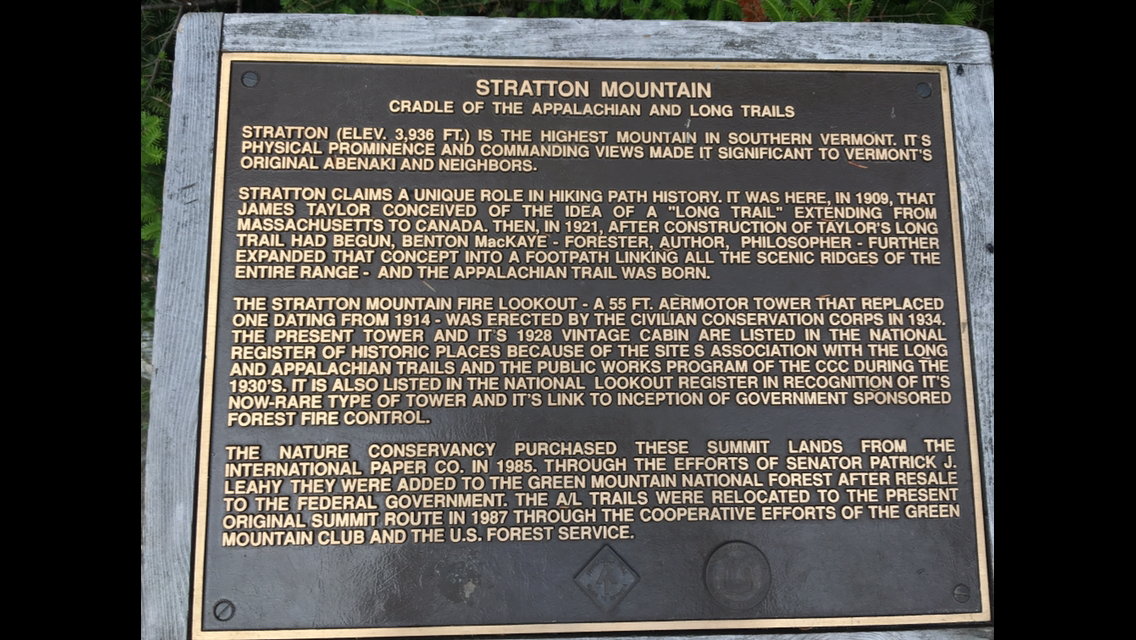 STRATTON MOUNTAIN
CRADLE OF THE APPALACHIAN AND LONG TRAILS
STRATTON (ELEV. 3,936 FT.) IS THE HIGHEST MOUNTAIN IN SOUTHERN VERMONT. IT S
PHYSICAL PROMINENCE AND COMMANDING VIEWS MADE IT SIGNIFICANT TO VERMONT'S
ORIGINAL ABENAKI AND NEIGHBORS.
STRATTON CLAIMS A UNIQUE ROLE IN HIKING PATH HISTORY. IT WAS HERE, IN 1909, THAT
JAMES TAYLOR CONCEIVED OF THE IDEA OF A "LONG TRAIL" EXTENDING FROM
MASSACHUSETTS TO CANADA. THEN, IN 1921, AFTER CONSTRUCTION OF TAYLOR'S LONG
TRAIL HAD BEGUN, BENTON MacKAYE - FORESTER, AUTHOR, PHILOSOPHER - FURTHER
EXPANDED THAT CONCEPT INTO A FOOTPATH LINKING ALL THE SCENIC RIDGES OF THE
ENTIRE RANGE - AND THE APPALACHIAN TRAIL WAS BORN.
THE STRATTON MOUNTAIN FIRE LOOKOUT - A 55 FT. AERMOTOR TOWER THAT REPLACED
ONE DATING FROM 1914 - WAS ERECTED BY THE CIVILIAN CONSERVATION CORPS IN 1934.
THE PRESENT TOWER AND IT'S 1928 VINTAGE CABIN ARE LISTED IN THE NATIONAL
REGISTER OF HISTORIC PLACES BECAUSE OF THE SITE S ASSOCIATION WITH THE LONG
AND APPALACHIAN TRAILS AND THE PUBLIC WORKS PROGRAM OF THE CCC DURING THE
1930'S. IT IS ALSO LISTED IN THE NATIONAL LOOKOUT REGISTER IN RECOGNITION OF IT'S
NOW-RARE TYPE OF TOWER AND IT'S LINK TO INCEPTION OF GOVERNMENT SPONSORED
FOREST FIRE CONTROL.
THE NATURE CONSERVANCY PURCHASED THESE SUMMIT LANDS FROM THE
INTERNATIONAL PAPER CO. IN 1985. THROUGH THE EFFORTS OF SENATOR PATRICK J.
LEAHY THEY WERE ADDED TO THE GREEN MOUNTAIN NATIONAL FOREST AFTER RESALE
TO THE FEDERAL GOVERNMENT. THE A/L TRAILS WERE RELOCATED TO THE PRESENT
ORIGINAL SUMMIT ROUTE IN 1987 THROUGH THE COOPERATIVE EFFORTS OF THE GREEN
MOUNTAIN CLUB AND THE U.S. FOREST SERVICE.